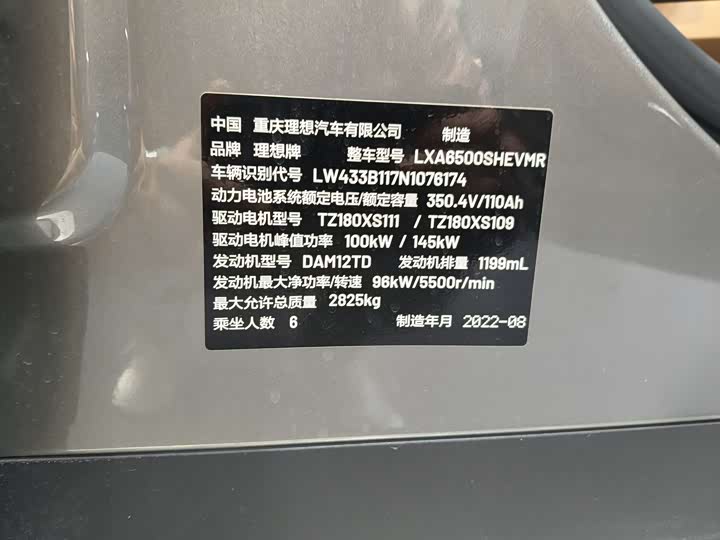 中国 重庆理想汽车有限公司 制造
品牌 理想牌 整车型号 LXA6500SHEVMR
车辆识别代号 LW433B117N1076174
动力电池系统额定电压/额定容量 350.4V/110Ah
驱动电机型号 TZ180XS111 / TZ180XS109
驱动电机峰值功率 100kW / 145kW
发动机型号 DAM12TD 发动机排量 1199mL
发动机最大净功率/转速 96kW/5500r/min
最大允许总质量 2825kg
乘坐人数 6 制造年月 2022-08